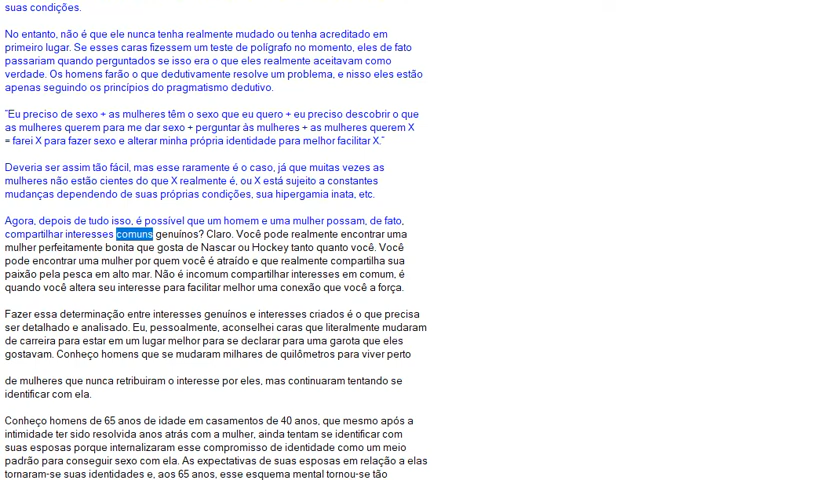 suas condições.
No entanto, não é que ele nunca tenha realmente mudado ou tenha acreditado em
primeiro lugar. Se esses caras fizessem um teste de polígrafo no momento, eles de fato
passariam quando perguntados se isso era o que eles realmente aceitavam como
verdade. Os homens farão o que dedutivamente resolve um problema, e nisso eles estão
apenas seguindo os princípios do pragmatismo dedutivo.
"Eu preciso de sexo + as mulheres têm o sexo que eu quero + eu preciso descobrir o que
as mulheres querem para me dar sexo + perguntar às mulheres + as mulheres querem X
= farei X para fazer sexo e alterar minha própria identidade para melhor facilitar X."
Deveria ser assim tão fácil, mas esse raramente é o caso, já que muitas vezes as
mulheres não estão cientes do que X realmente é, ou X está sujeito a constantes
mudanças dependendo de suas próprias condições, sua hipergamia inata, etc.
Agora, depois de tudo isso, é possível que um homem e uma mulher possam, de fato,
compartilhar interesses comuns genuínos? Claro. Você pode realmente encontrar uma
mulher perfeitamente bonita que gosta de Nascar ou Hockey tanto quanto você. Você
pode encontrar uma mulher por quem você é atraído e que realmente compartilha sua
paixão pela pesca em alto mar. Não é incomum compartilhar interesses em comum, é
quando você altera seu interesse para facilitar melhor uma conexão que você a força.
Fazer essa determinação entre interesses genuínos e interesses criados é o que precisa
ser detalhado e analisado. Eu, pessoalmente, aconselhei caras que literalmente mudaram
de carreira para estar em um lugar melhor para se declarar para uma garota que eles
gostavam. Conheço homens que se mudaram milhares de quilômetros para viver perto
de mulheres que nunca retribuiram o interesse por eles, mas continuaram tentando se
identificar com ela.
Conheço homens de 65 anos de idade em casamentos de 40 anos, que mesmo após a
intimidade ter sido resolvida anos atrás com a mulher, ainda tentam se identificar com
suas esposas porque internalizaram esse compromisso de identidade como um meio
padrão para conseguir sexo com ela. As expectativas de suas esposas em relação a elas
tornaram-se suas identidades e, aos 65 anos, esse esquema mental tornou-se tão